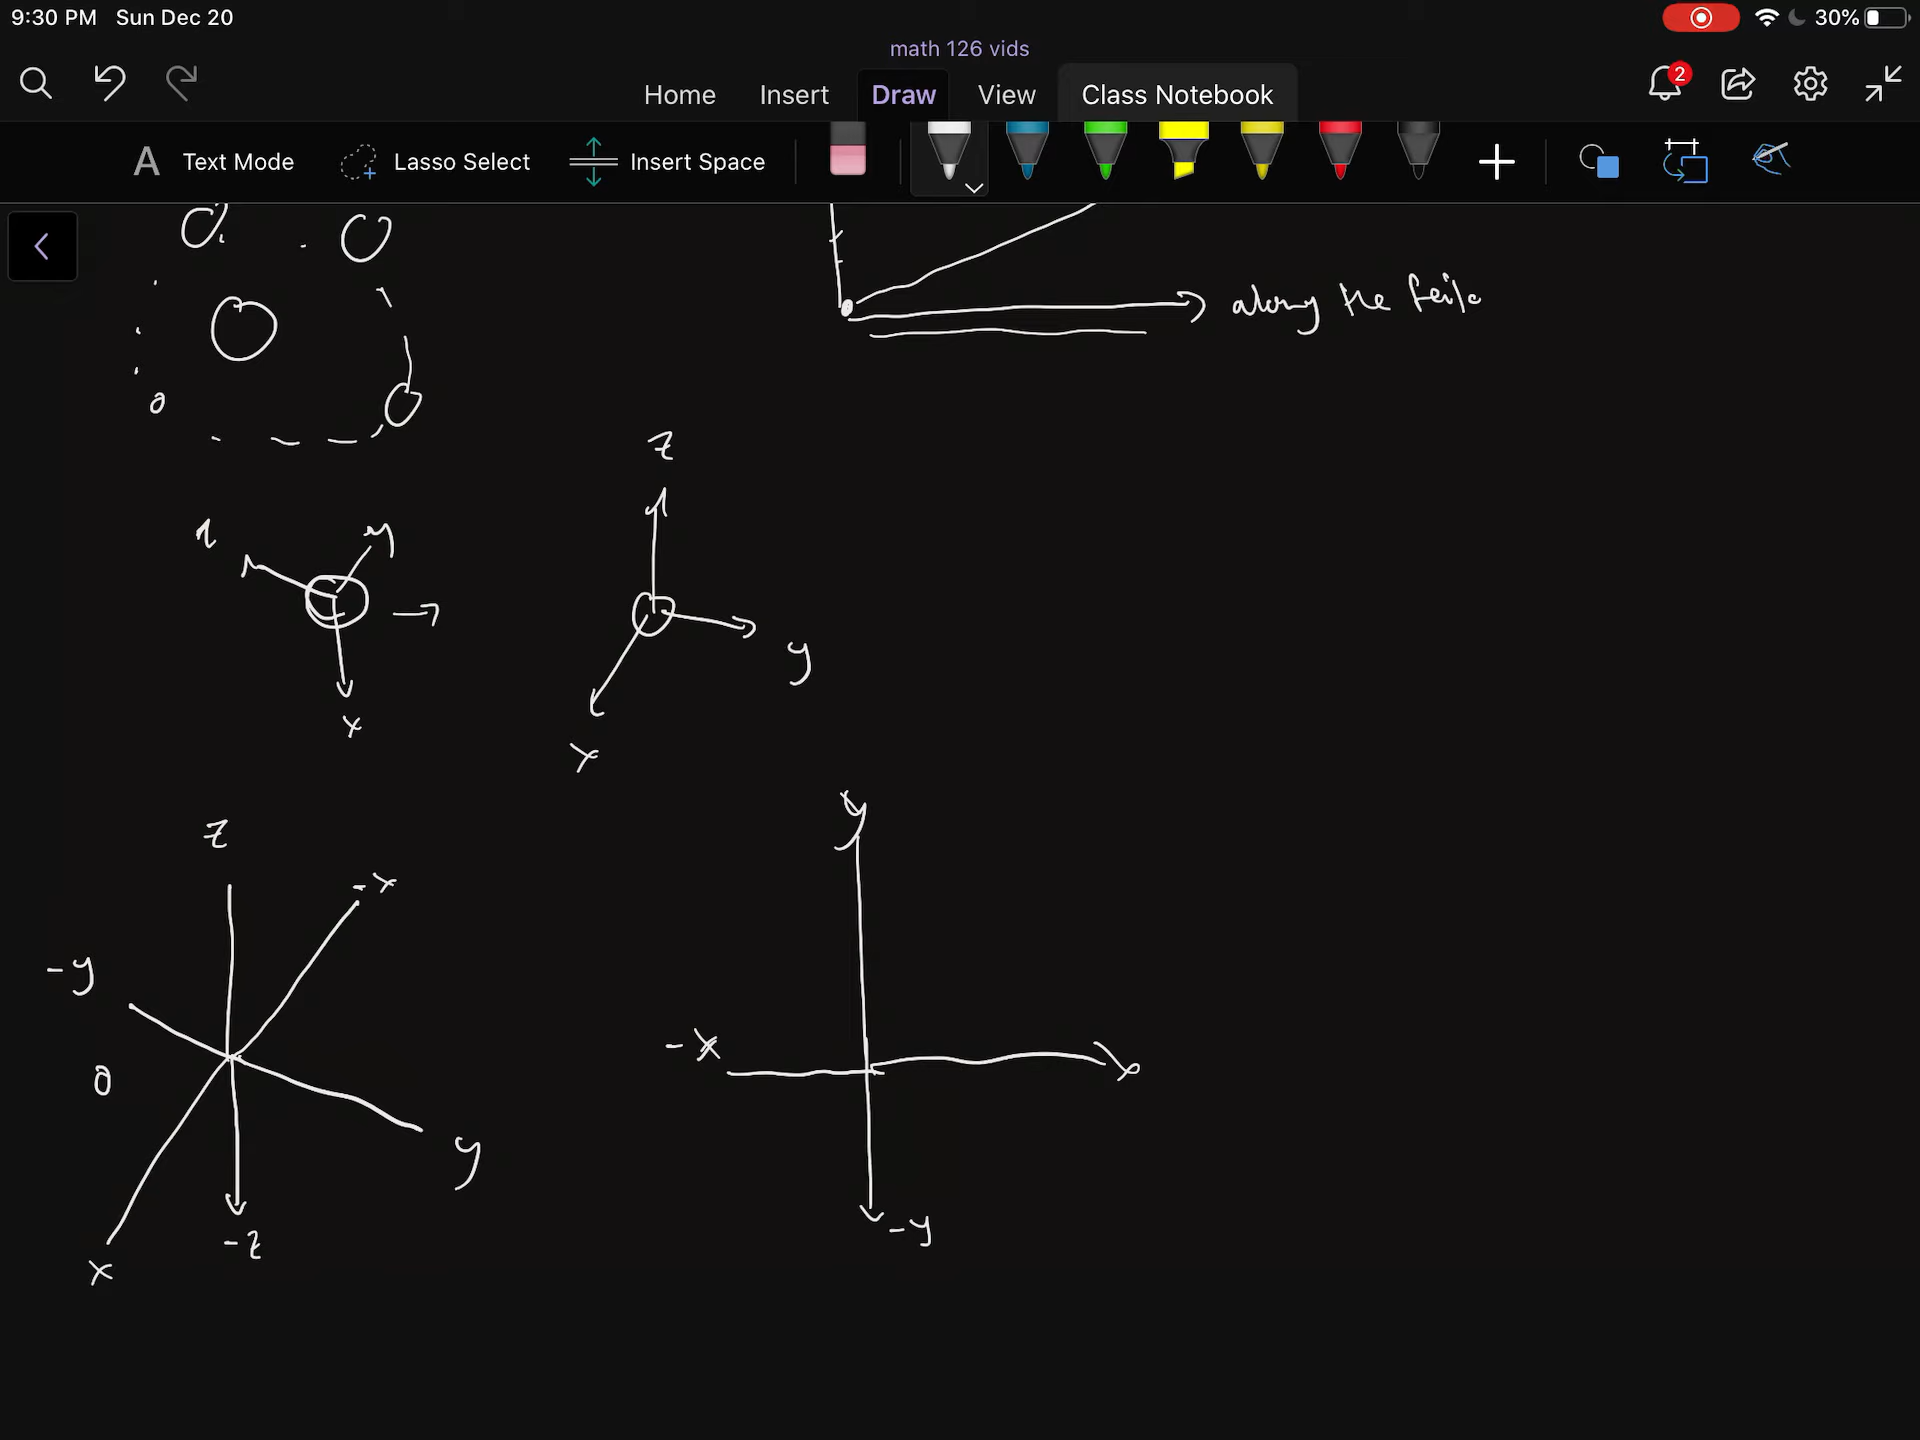 9:30 PM Sun Dec 20
30%
math 126 vids
2
Home Insert Draw View Class Notebook
A Text Mode Lasso Select Insert Space
along the
z
y
x
y
x
z
-x
-y
y
x
-z
y
-x
x
-y